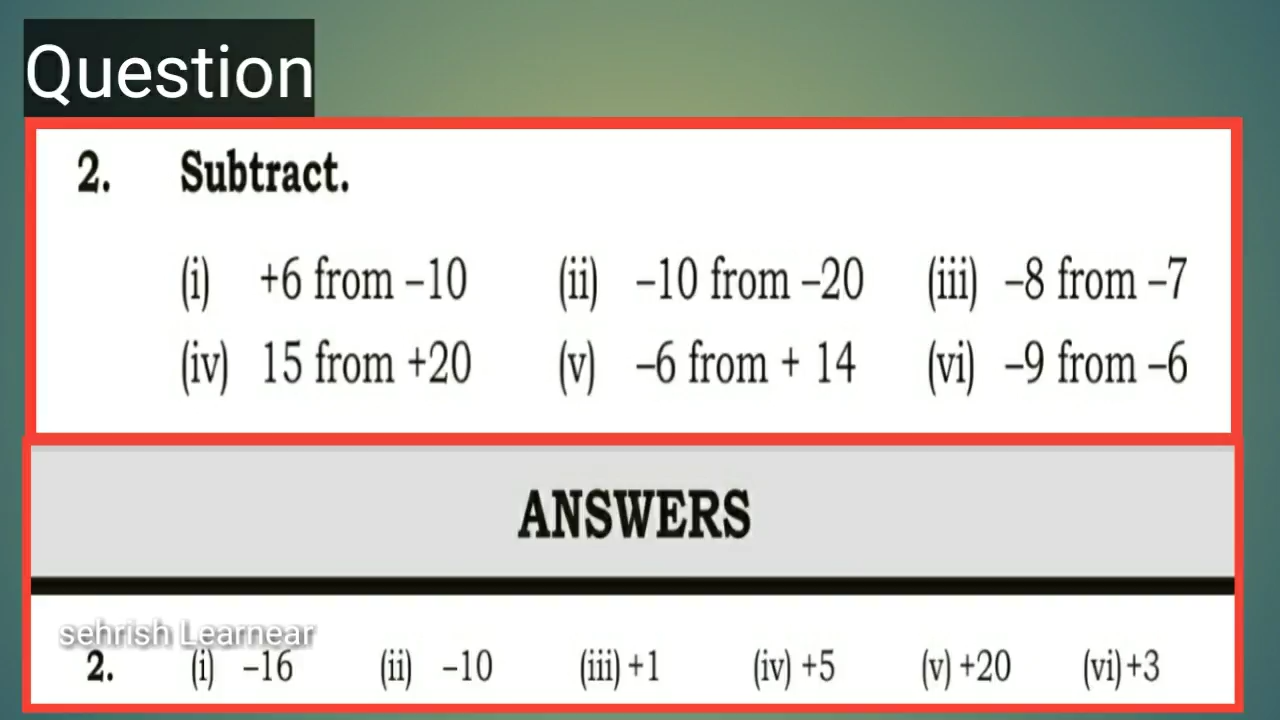 Question
2. Subtract.
(i) +6 from –10 (ii) –10 from –20 (iii) –8 from –7
(iv) 15 from +20 (v) –6 from + 14 (vi) –9 from –6
ANSWERS
sehrish Learnear
2. (i) –16 (ii) –10 (iii) +1 (iv) +5 (v) +20 (vi) +3